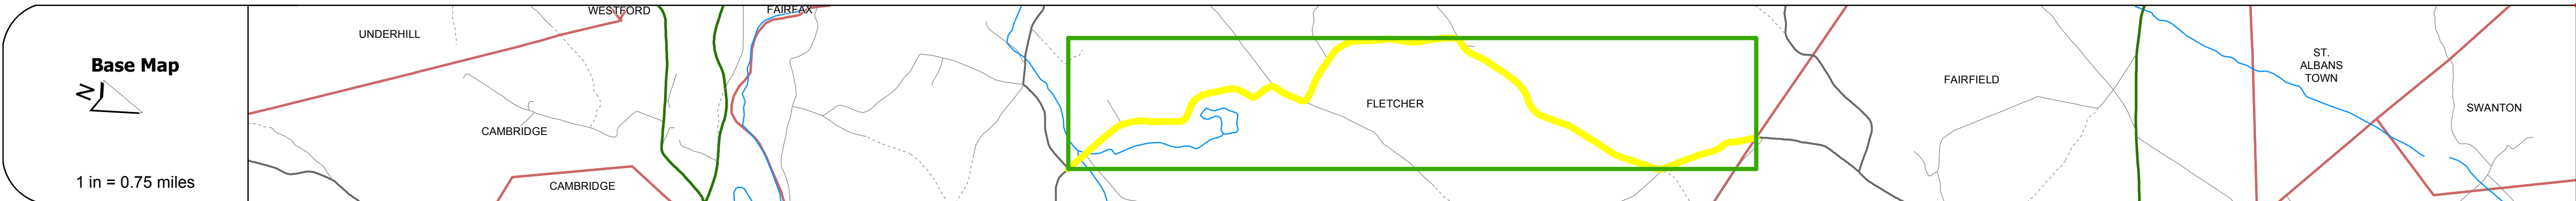 Base Map
N
1 in = 0.75 miles
UNDERHILL
WESTFORD
FAIRFAX
CAMBRIDGE
CAMBRIDGE
FLETCHER
FAIRFIELD
ST.
ALBANS
TOWN
SWANTON